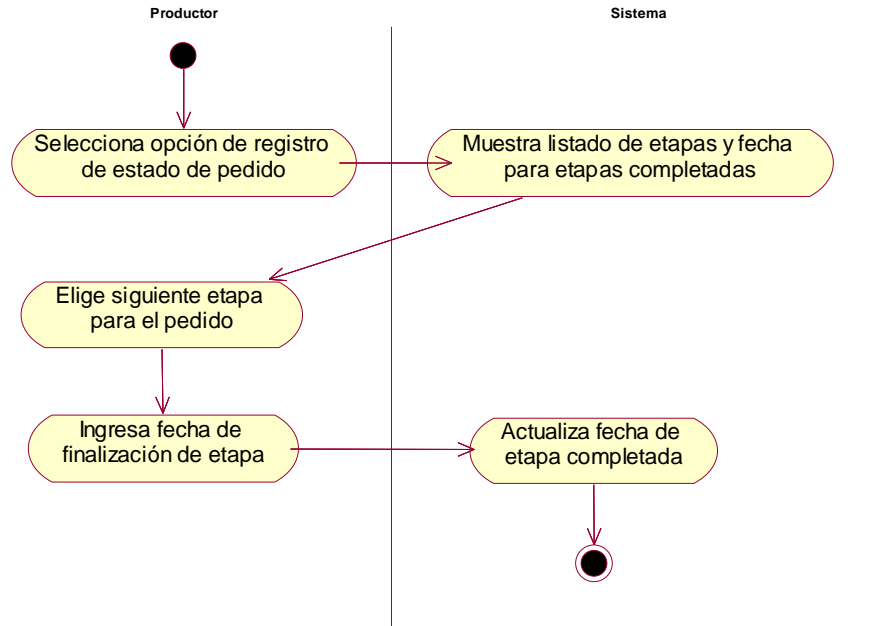 Productor
Sistema
Selecciona opción de registro
de estado de pedido
Muestra listado de etapas y fecha
para etapas completadas
Elige siguiente etapa
para el pedido
Ingresa fecha de
finalización de etapa
Actualiza fecha de
etapa completada